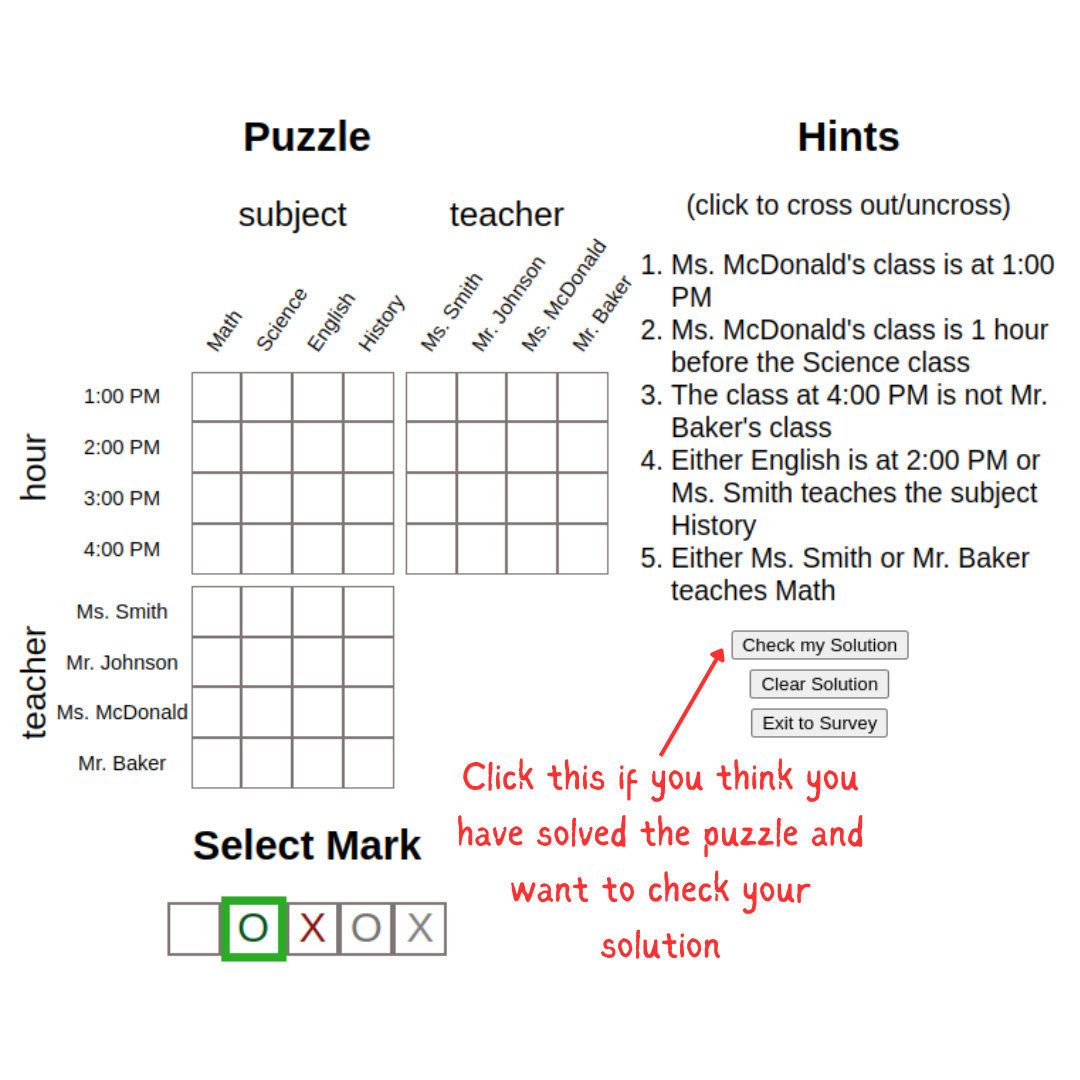 Puzzle
Hints
subject
teacher
(click to cross out/uncross)
Math
Science
English
History
Ms. Smith
Mr. Johnson
Ms. McDonald
Mr. Baker
hour
1:00 PM
2:00 PM
3:00 PM
4:00 PM
teacher
Ms. Smith
Mr. Johnson
Ms. McDonald
Mr. Baker
1. Ms. McDonald's class is at 1:00
PM
2. Ms. McDonald's class is 1 hour
before the Science class
3. The class at 4:00 PM is not Mr.
Baker's class
4. Either English is at 2:00 PM or
Ms. Smith teaches the subject
History
5. Either Ms. Smith or Mr. Baker
teaches Math
Check my Solution
Clear Solution
Exit to Survey
Click this if you think you
have solved the puzzle and
want to check your
solution
Select Mark
O X O X